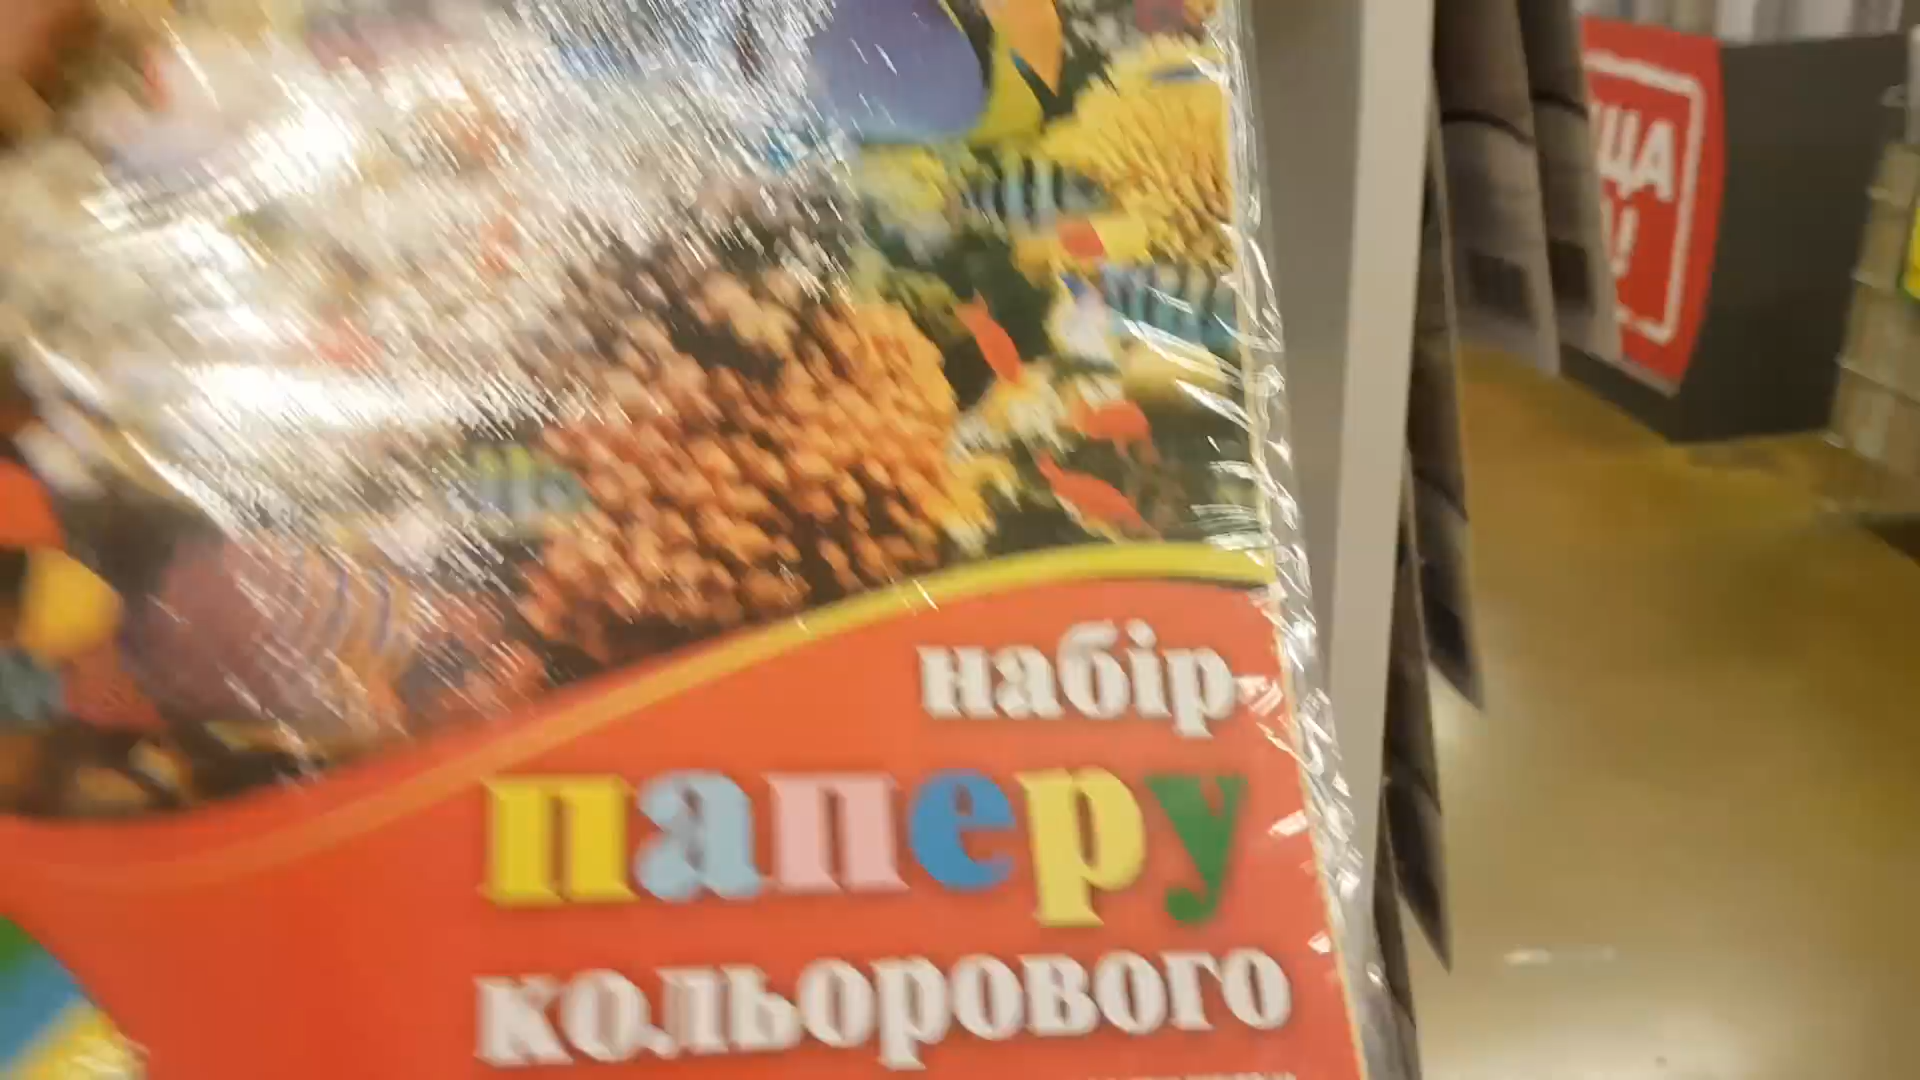 набір
паперу
кольорового